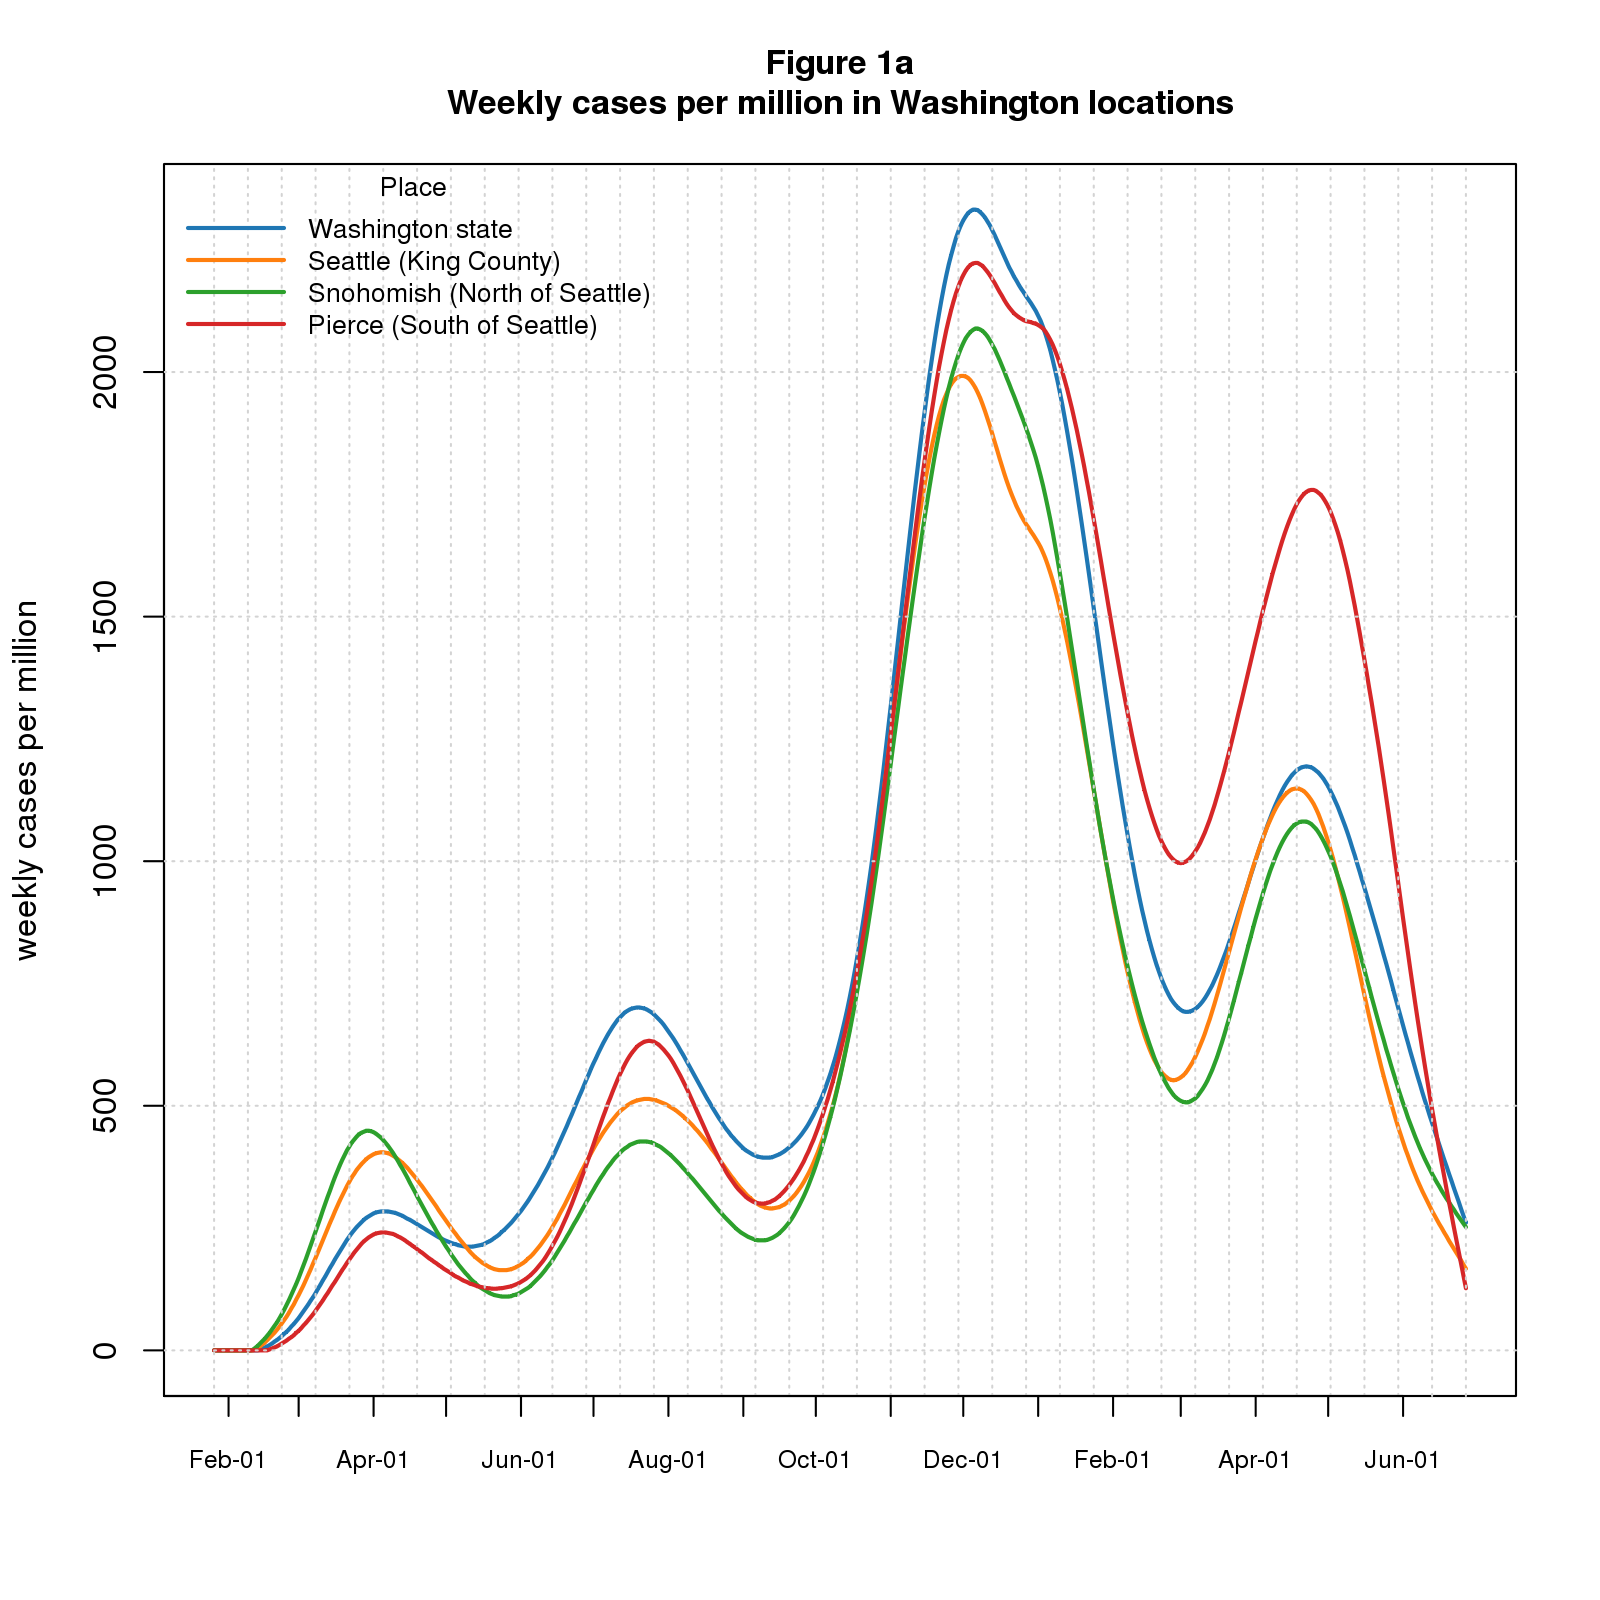 Figure 1a
Weekly cases per million in Washington locations
Place
Washington state
Seattle (King County)
Snohomish (North of Seattle)
Pierce (South of Seattle)
weekly cases per million
2000
1500
1000
500
0
Feb-01 Apr-01 Jun-01 Aug-01 Oct-01 Dec-01 Feb-01 Apr-01 Jun-01